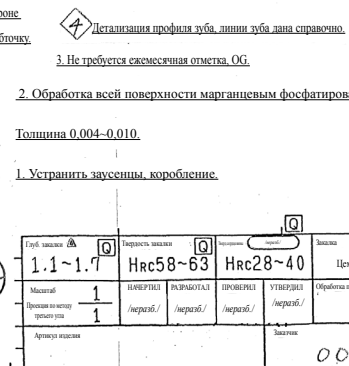 роне
бточку.
4
Детализация профиля зуба, линии зуба дана справочно.
3. Не требуется ежемесячная отметка, OG.
2. Обработка всей поверхности марганцевым фосфатирова
Толщина 0,004~0,010.
1. Устранить заусенцы, коробление.
Q
Глуб. закалки Q Твердость закалки Q /неразб./ Закалка
1.1~1.7 HRC58~63 HRC28~40 Цем
Масштаб 1 НАЧЕРТИЛ РАЗРАБОТАЛ ПРОВЕРИЛ УТВЕРДИЛ Обработка п
Проекция по методу третьего угла 1 /неразб./ /неразб./ /неразб./ /неразб./
Артикул изделия Заказчик
00